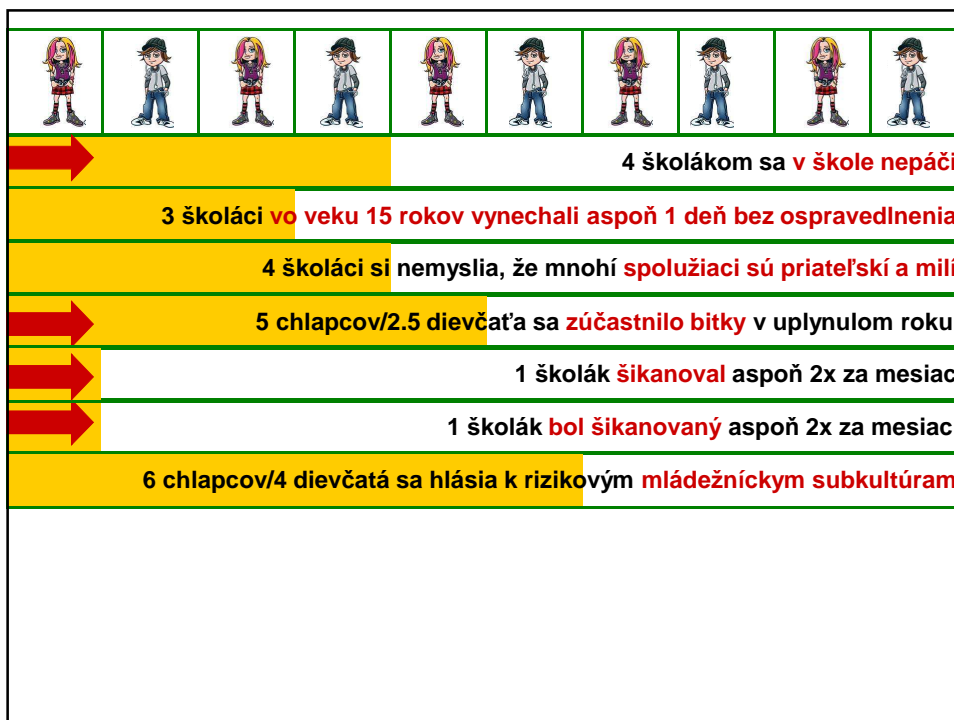 4 školákom sa v škole nepáči
3 školáci vo veku 15 rokov vynechali aspoň 1 deň bez ospravedlnenia
4 školáci si nemyslia, že mnohí spolužiaci sú priateľskí a milí
5 chlapcov/2.5 dievčaťa sa zúčastnilo bitky v uplynulom roku
1 školák šikanoval aspoň 2x za mesiac
1 školák bol šikanovaný aspoň 2x za mesiac
6 chlapcov/4 dievčatá sa hlásia k rizikovým mládežníckym subkultúram